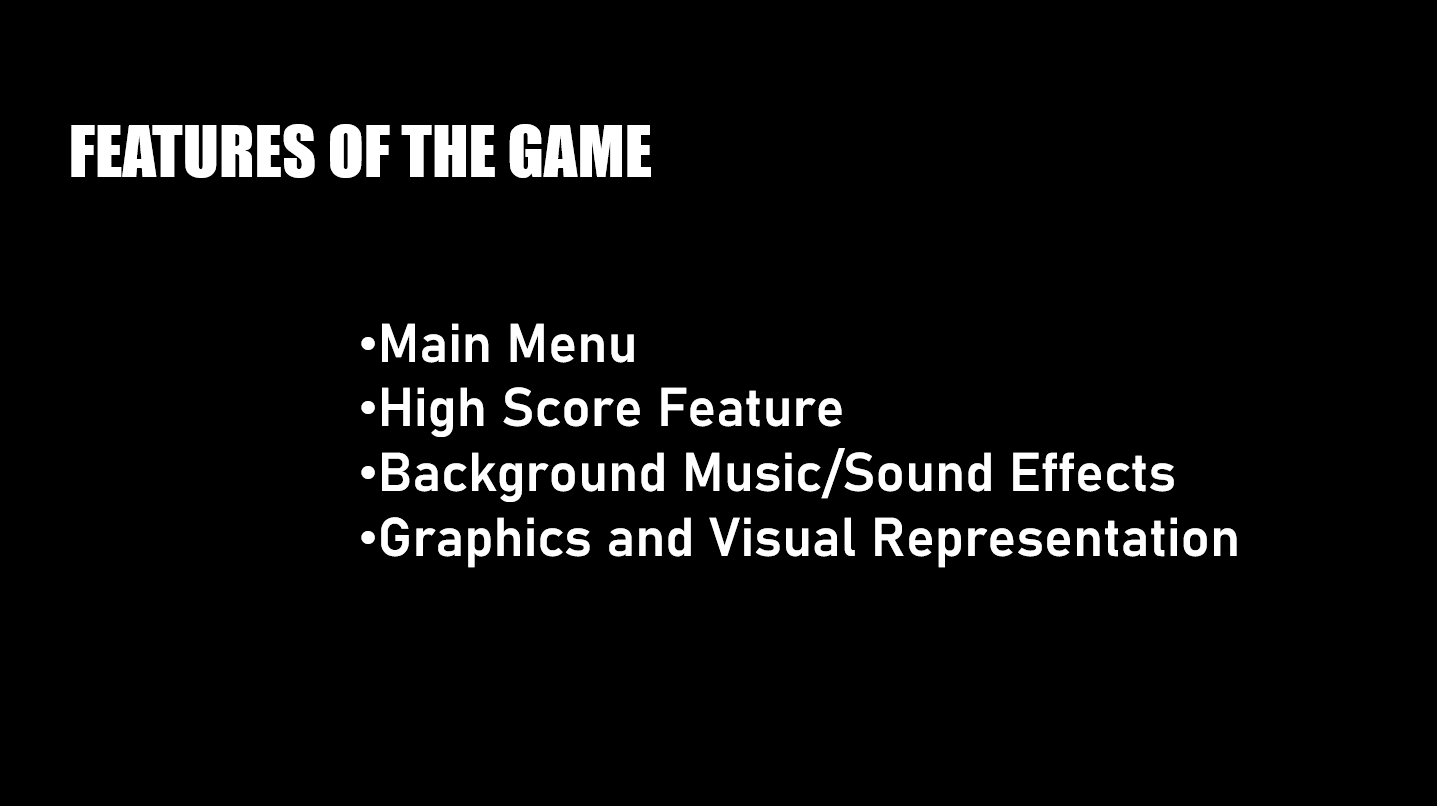 FEATURES OF THE GAME
•Main Menu
•High Score Feature
•Background Music/Sound Effects
•Graphics and Visual Representation